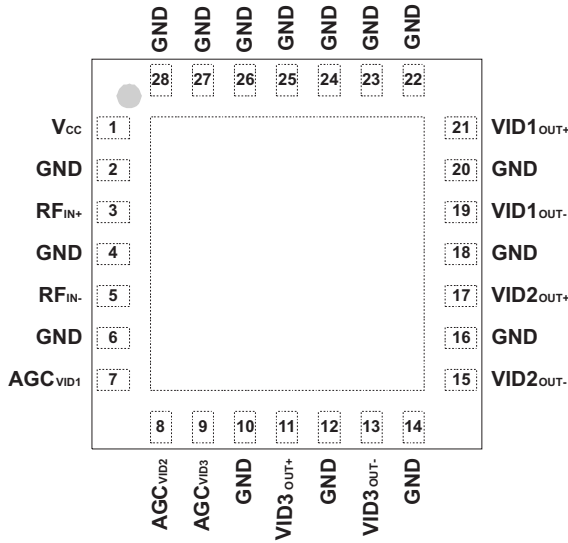 GND GND GND GND GND GND GND
28 27 26 25 24 23 22
VCC 1 21 VID1OUT+
GND 2 20 GND
RFIN+ 3 19 VID1OUT-
GND 4 18 GND
RFIN- 5 17 VID2OUT+
GND 6 16 GND
AGCVID1 7 15 VID2OUT-
8 9 10 11 12 13 14
AGCVID2 AGCVID3 GND VID3OUT+ GND VID3OUT- GND